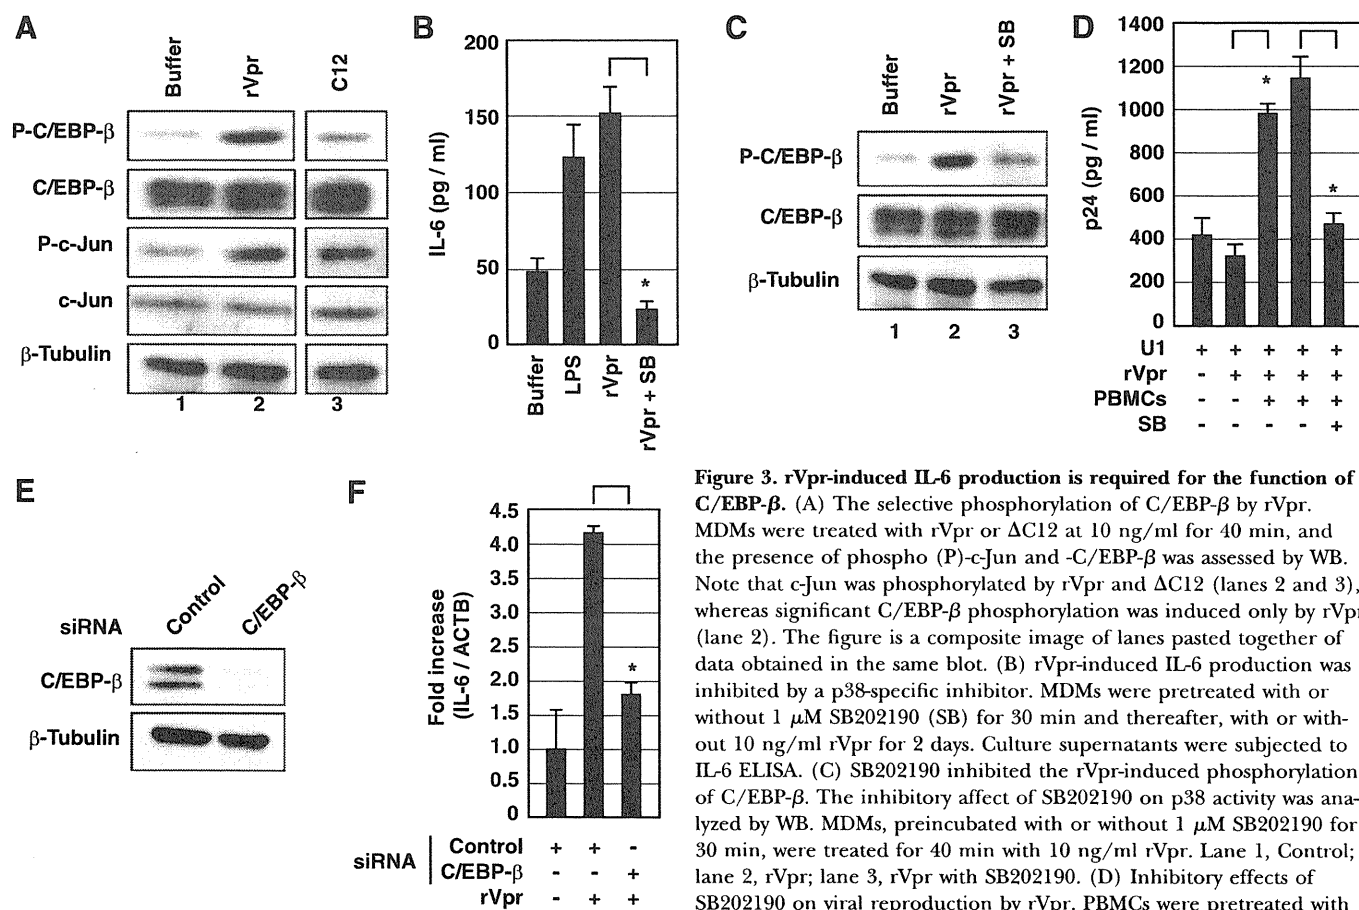 A
Buffer
rVpr
C12
P-C/EBP-β
C/EBP-β
P-c-Jun
c-Jun
β-Tubulin
1 2 3
B
IL-6 (pg / ml)
200
150
100
50
0
Buffer
LPS
rVpr
rVpr + SB
*
C
Buffer
rVpr
rVpr + SB
P-C/EBP-β
C/EBP-β
β-Tubulin
1 2 3
D
p24 (pg / ml)
1400
1200
1000
800
600
400
200
0
*
*
U1 + + + + +
rVpr - + + + +
PBMCs - - + + +
SB - - - - +
E
siRNA
Control
C/EBP-β
C/EBP-β
β-Tubulin
F
Fold increase
(IL-6 / ACTB)
4.5
5.0
4.5
3.0
3.5
2.0
1.5
1.0
0.5
0
*
siRNA
Control + + -
C/EBP-β - - +
rVpr - + +
Figure 3. rVpr-induced IL-6 production is required for the function of
C/EBP-β. (A) The selective phosphorylation of C/EBP-β by rVpr.
MDMs were treated with rVpr or ΔC12 at 10 ng/ml for 40 min, and
the presence of phospho (P)-c-Jun and -C/EBP-β was assessed by WB.
Note that c-Jun was phosphorylated by rVpr and ΔC12 (lanes 2 and 3),
whereas significant C/EBP-β phosphorylation was induced only by rVpr
(lane 2). The figure is a composite image of lanes pasted together of
data obtained in the same blot. (B) rVpr-induced IL-6 production was
inhibited by a p38-specific inhibitor. MDMs were pretreated with or
without 1 μM SB202190 (SB) for 30 min and thereafter, with or with-
out 10 ng/ml rVpr for 2 days. Culture supernatants were subjected to
IL-6 ELISA. (C) SB202190 inhibited the rVpr-induced phosphorylation
of C/EBP-β. The inhibitory affect of SB202190 on p38 activity was ana-
lyzed by WB. MDMs, preincubated with or without 1 μM SB202190 for
30 min, were treated for 40 min with 10 ng/ml rVpr. Lane 1, Control;
lane 2, rVpr; lane 3, rVpr with SB202190. (D) Inhibitory effects of
SB202190 on viral reproduction by rVpr. PBMCs were pretreated with